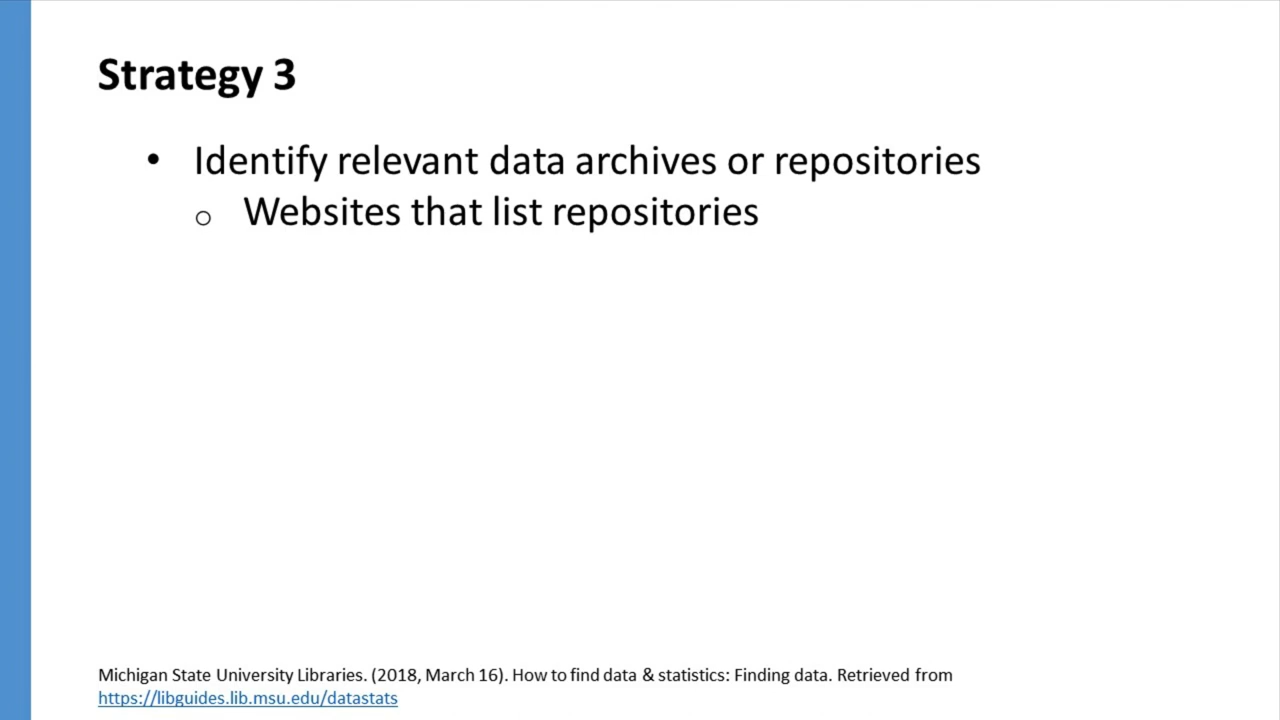 Strategy 3
• Identify relevant data archives or repositories
o Websites that list repositories
Michigan State University Libraries. (2018, March 16). How to find data & statistics: Finding data. Retrieved from
https://libguides.lib.msu.edu/datastats